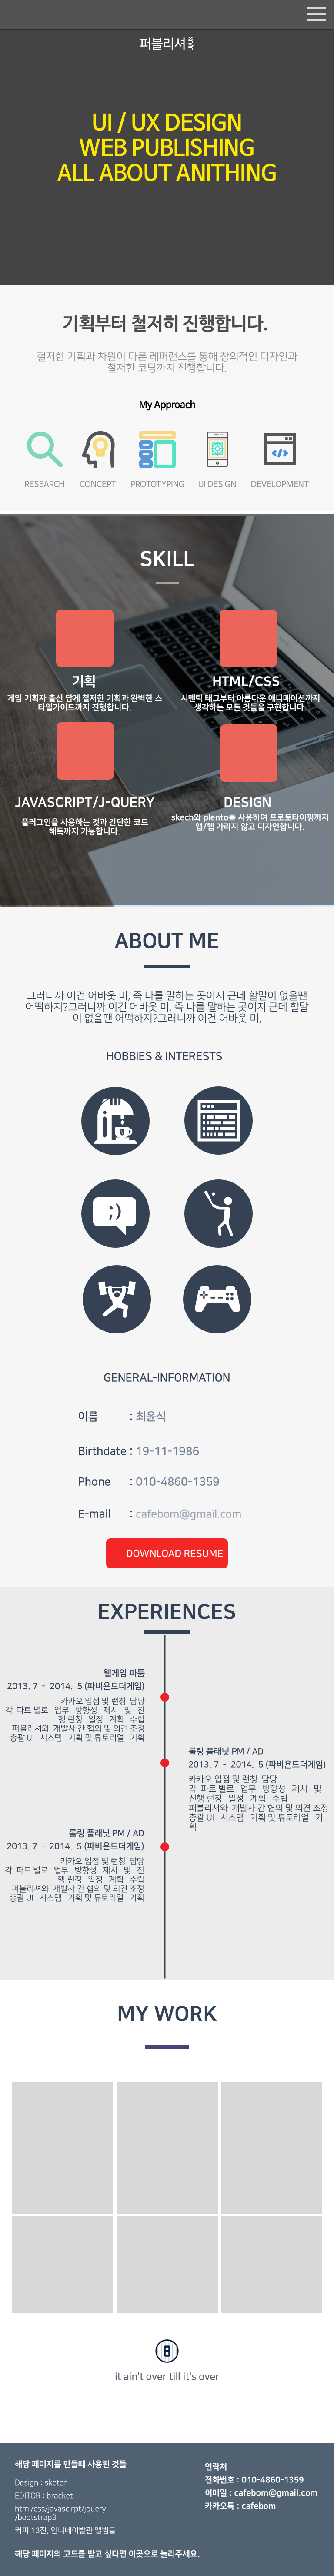 퍼블리셔 UI/UX
UI / UX DESIGN
WEB PUBLISHING
ALL ABOUT ANITHING
기획부터 철저히 진행합니다.
철저한 기획과 차원이 다른 레퍼런스를 통해 창의적인 디자인과
철저한 코딩까지 진행합니다.
My Approach
RESEARCH CONCEPT PROTOTYPING UI DESIGN DEVELOPMENT
SKILL
기획
게임 기획자 출신 답게 철저한 기획과 완벽한 스
타일가이드까지 진행합니다.
HTML/CSS
시맨틱 태그부터 아름다운 애니메이션까지
생각하는 모든 것들을 구현합니다.
JAVASCRIPT/J-QUERY
플러그인을 사용하는 것과 간단한 코드
해독까지 가능합니다.
DESIGN
skech와 plento를 사용하여 프로토타이핑까지
앱/웹 가리지 않고 디자인합니다.
ABOUT ME
그러니까 이건 어바웃 미, 즉 나를 말하는 곳이지 근데 할말이 없을땐
어떡하지?그러니까 이건 어바웃 미, 즉 나를 말하는 곳이지 근데 할말
이 없을땐 어떡하지?그러니까 이건 어바웃 미,
HOBBIES & INTERESTS
;)
GENERAL-INFORMATION
이름 : 최윤석
Birthdate : 19-11-1986
Phone : 010-4860-1359
E-mail : cafebom@gmail.com
DOWNLOAD RESUME
EXPERIENCES
웹게임 파툼
2013. 7 - 2014. 5 (파비욘드더게임)
카카오 입점 및 런칭 담당
각 파트 별로 업무 방향성 제시 및 진
행 런칭 일정 계획 수립
퍼블리셔와 개발사 간 협의 및 의견 조정
총괄 UI 시스템 기획 및 튜토리얼 기획
롤링 플래닛 PM / AD
2013. 7 - 2014. 5 (파비욘드더게임)
카카오 입점 및 런칭 담당
각 파트 별로 업무 방향성 제시 및
진행 런칭 일정 계획 수립
퍼블리셔와 개발사 간 협의 및 의견 조정
총괄 UI 시스템 기획 및 튜토리얼 기
획
롤링 플래닛 PM / AD
2013. 7 - 2014. 5 (파비욘드더게임)
카카오 입점 및 런칭 담당
각 파트 별로 업무 방향성 제시 및 진
행 런칭 일정 계획 수립
퍼블리셔와 개발사 간 협의 및 의견 조정
총괄 UI 시스템 기획 및 튜토리얼 기획
MY WORK
8
it ain't over till it's over
해당 페이지를 만들때 사용된 것들
Design : sketch
EDITOR : bracket
html/css/javascirpt/jquery
/bootstrap3
커피 13잔, 언니네이발관 앨범들
해당 페이지의 코드를 받고 싶다면 이곳으로 눌러주세요.
연락처
전화번호 : 010-4860-1359
이메일 : cafebom@gmail.com
카카오톡 : cafebom